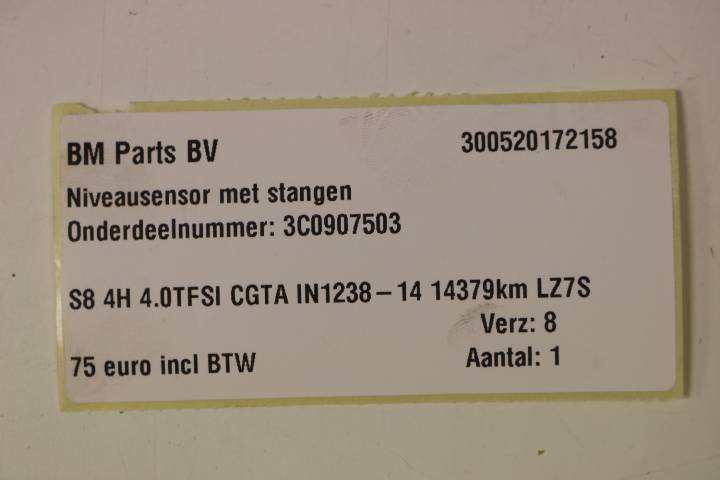 BM Parts BV 300520172158
Niveausensor met stangen
Onderdeelnummer: 3C0907503
S8 4H 4.0TFSI CGTA IN1238-14 14379km LZ7S
Verz: 8
75 euro incl BTW Aantal: 1